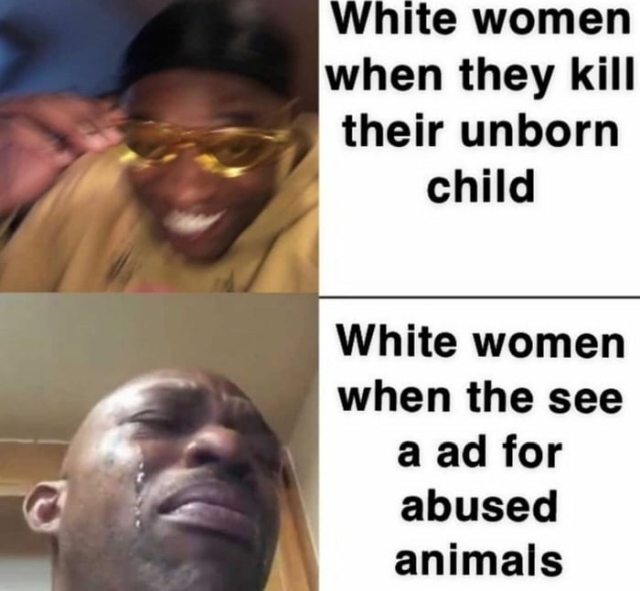 White women
when they kill
their unborn
child
White women
when the see
a ad for
abused
animals